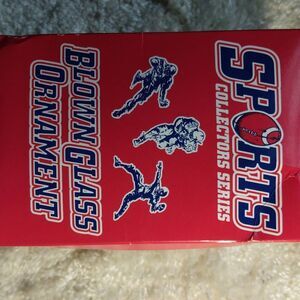 SPORTS
COLLECTORS SERIES
BLOWN GLASS
ORNAMENT